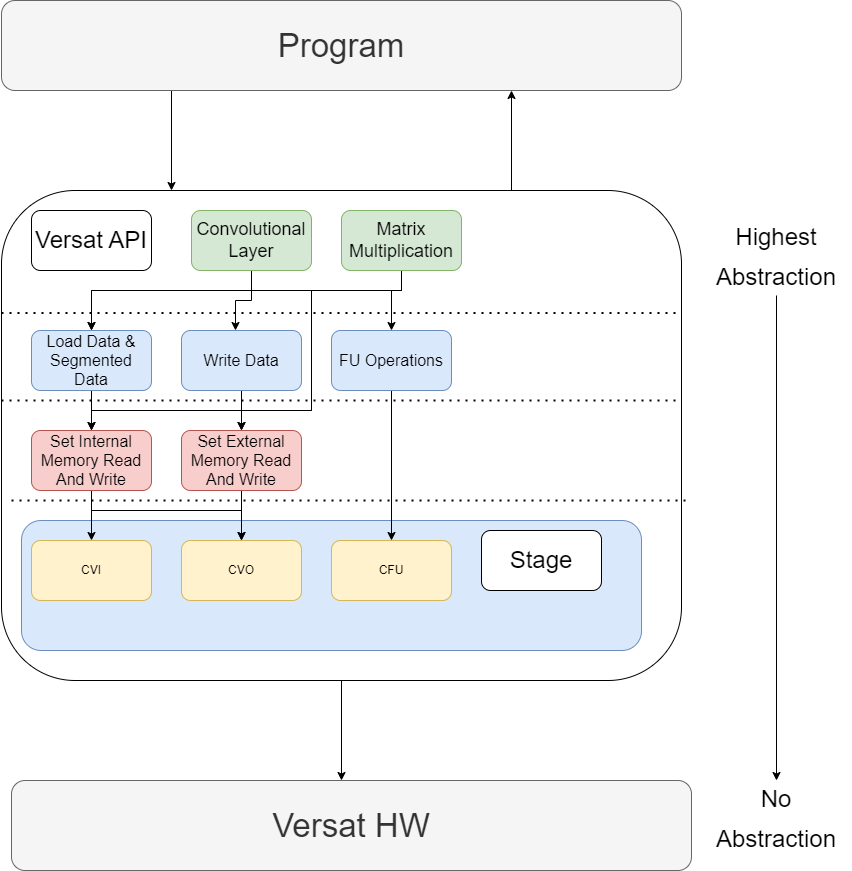 Program
Versat API
Convolutional
Layer
Matrix
Multiplication
Highest
Abstraction
Load Data &
Segmented
Data
Write Data
FU Operations
Set Internal
Memory Read
And Write
Set External
Memory Read
And Write
CVI
CVO
CFU
Stage
Versat HW
No
Abstraction